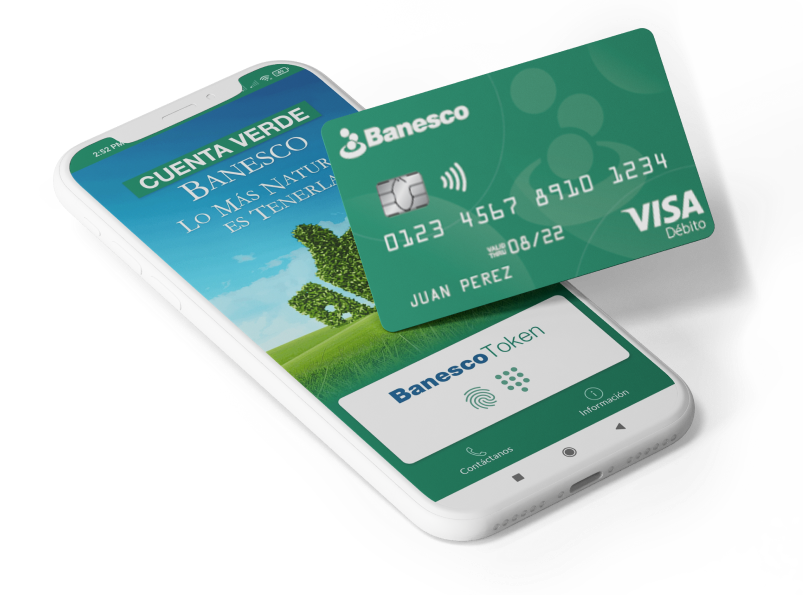 2:52 PM
CUENTA VERDE
BANESCO
LO MÁS NATUR
ES TENERLA
Banesco
0123 4567 8910 1234
VALID
THRU 08/22
JUAN PEREZ
VISA
Débito
BanescoToken
Contáctanos
Información